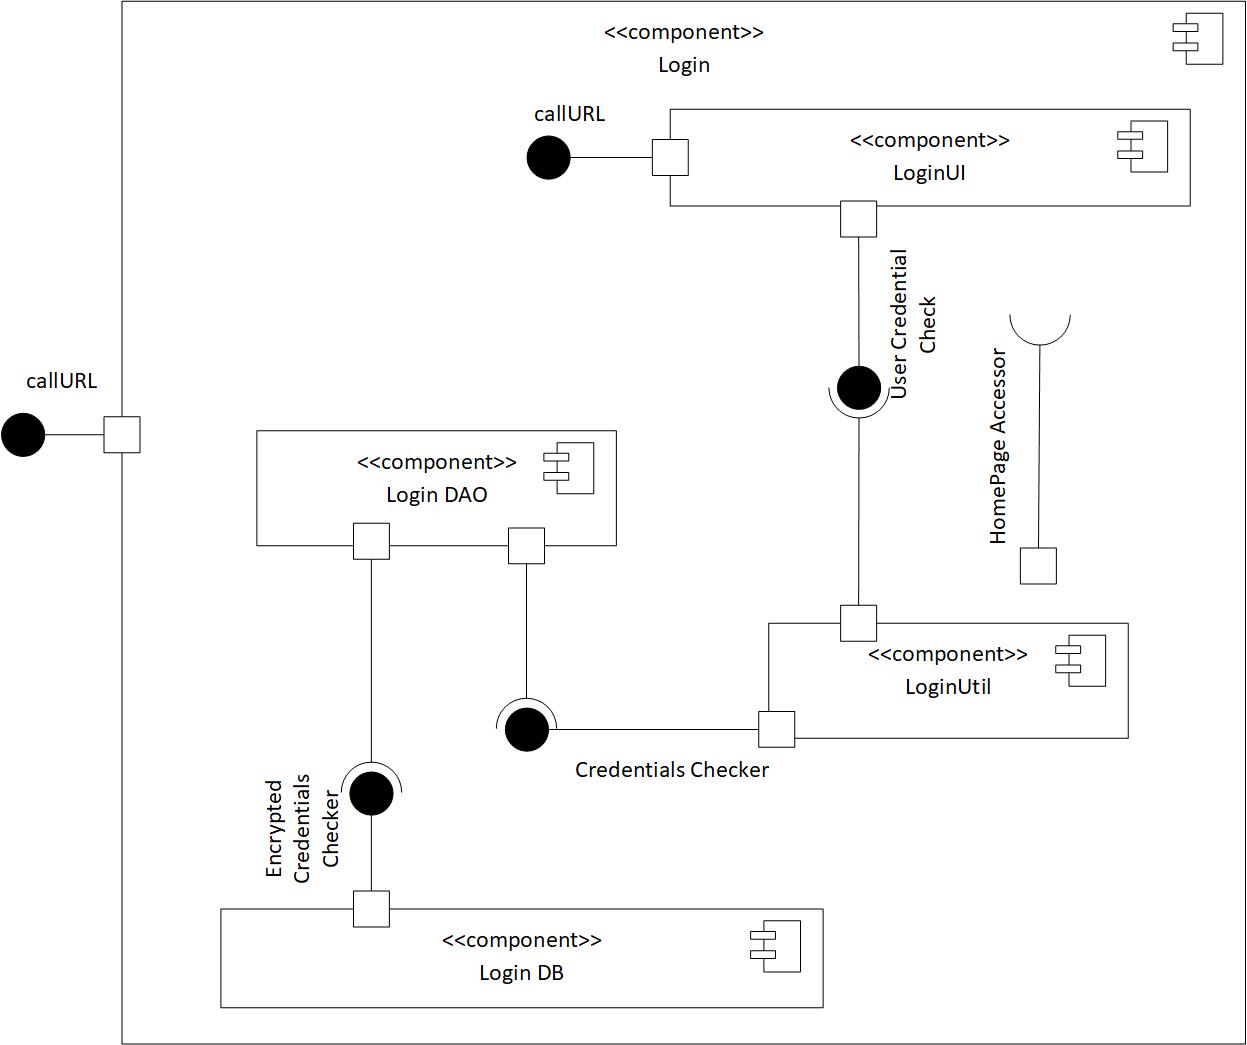 <<component>>
Login
callURL
<<component>>
LoginUI
User Credential
Check
callURL
HomePage Accessor
<<component>>
Login DAO
<<component>>
LoginUtil
Credentials Checker
Encrypted
Credentials
Checker
<<component>>
Login DB